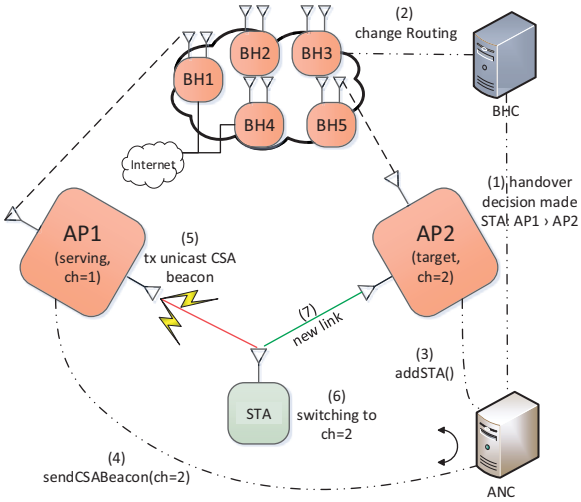 (2)
change Routing
BH2
BH3
BH1
BH4
BH5
BHC
Internet
(1) handover
decision made
STA: AP1 › AP2
AP1
(serving,
ch=1)
(5)
tx unicast CSA
beacon
AP2
(target,
ch=2)
(7)
new link
(3)
addSTA()
STA
(6)
switching to
ch=2
(4)
sendCSABeacon(ch=2)
ANC